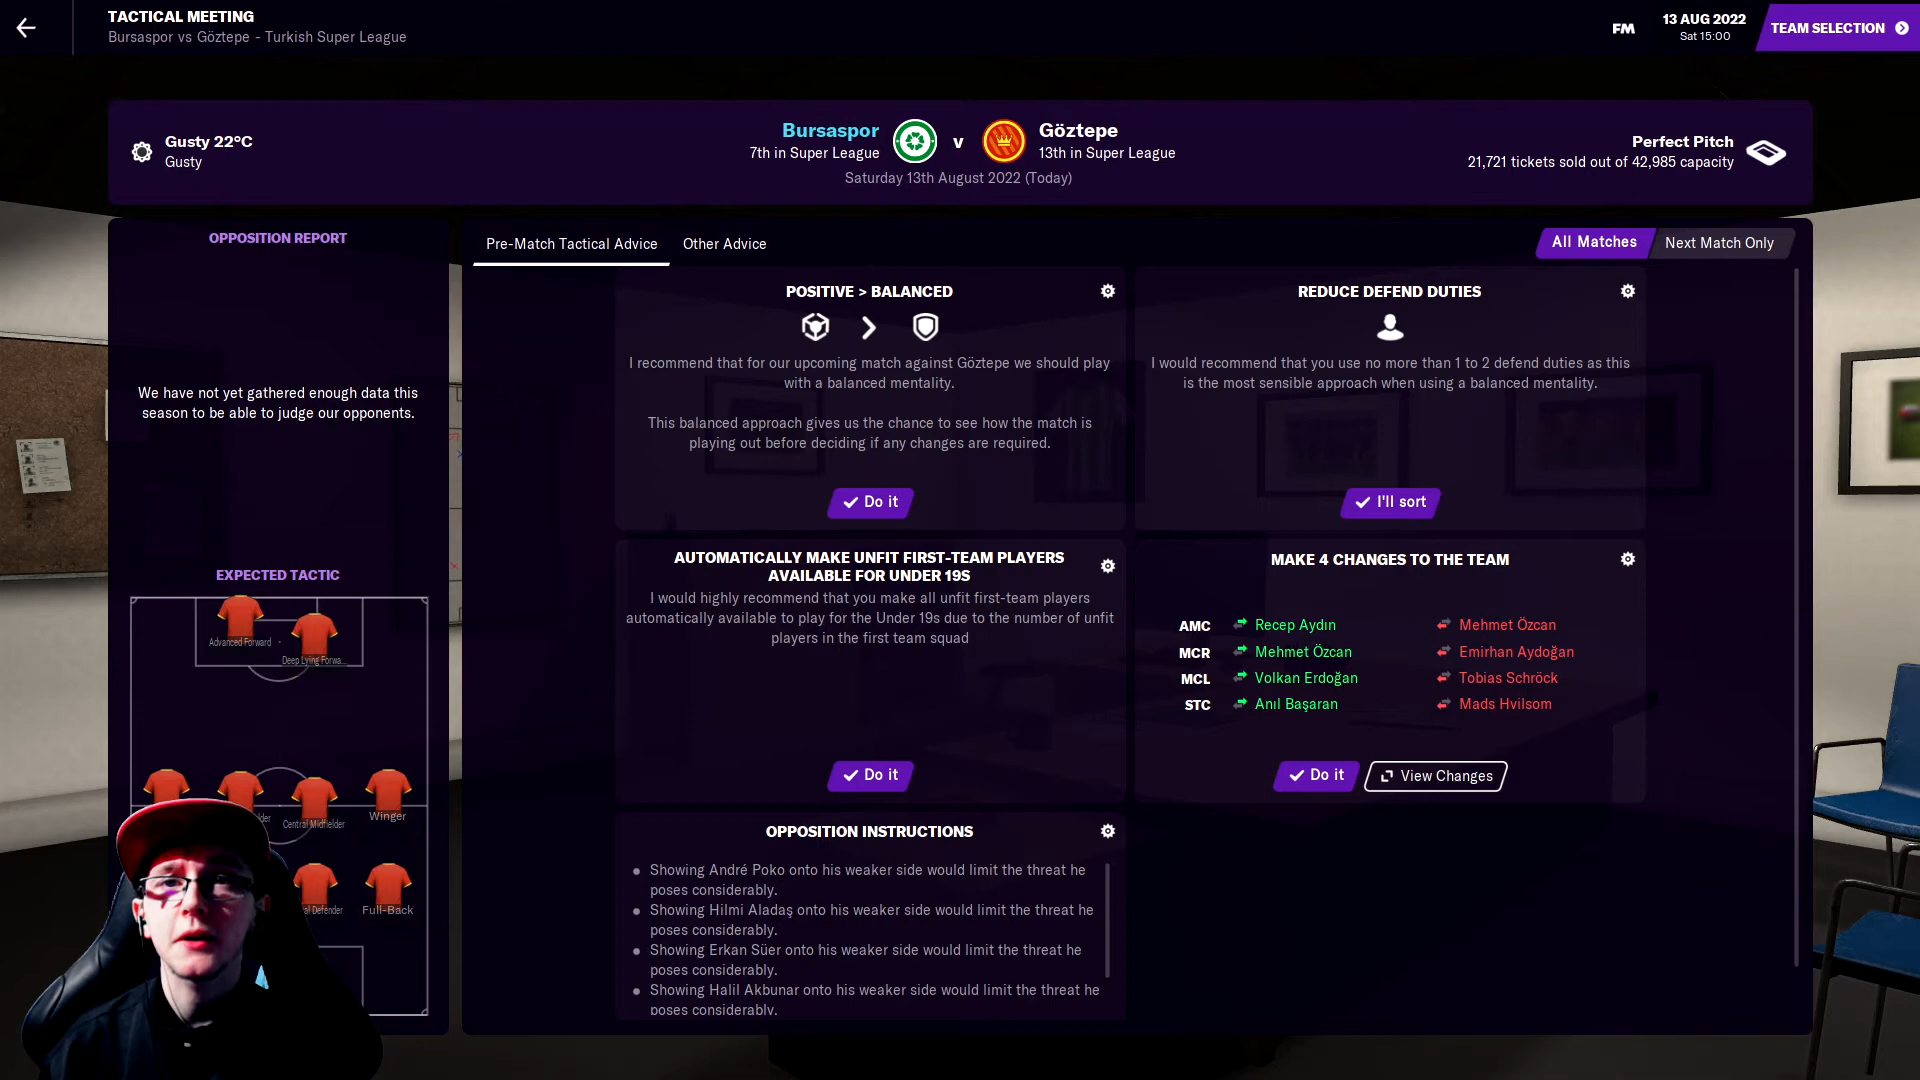 TACTICAL MEETING
Bursaspor vs Göztepe - Turkish Super League
FM
13 AUG 2022
Sat 15:00
TEAM SELECTION
Gusty 22°C
Gusty
Bursaspor
7th in Super League
v
Göztepe
13th in Super League
Saturday 13th August 2022 (Today)
Perfect Pitch
21,721 tickets sold out of 42,985 capacity
OPPOSITION REPORT
We have not yet gathered enough data this
season to be able to judge our opponents.
EXPECTED TACTIC
Advanced Forward
Deep Lying Forwa...
Central Midfielder
Winger
Full-Back
Pre-Match Tactical Advice
Other Advice
All Matches
Next Match Only
POSITIVE > BALANCED
I recommend that for our upcoming match against Göztepe we should play
with a balanced mentality.
This balanced approach gives us the chance to see how the match is
playing out before deciding if any changes are required.
Do it
REDUCE DEFEND DUTIES
I would recommend that you use no more than 1 to 2 defend duties as this
is the most sensible approach when using a balanced mentality.
I'll sort
AUTOMATICALLY MAKE UNFIT FIRST-TEAM PLAYERS
AVAILABLE FOR UNDER 19S
I would highly recommend that you make all unfit first-team players
automatically available to play for the Under 19s due to the number of unfit
players in the first team squad
Do it
MAKE 4 CHANGES TO THE TEAM
AMC Recep Aydın Mehmet Özcan
MCR Mehmet Özcan Emirhan Aydoğan
MCL Volkan Erdoğan Tobias Schröck
STC Anıl Başaran Mads Hvilsom
Do it
View Changes
OPPOSITION INSTRUCTIONS
Showing André Poko onto his weaker side would limit the threat he
poses considerably.
Showing Hilmi Aladaş onto his weaker side would limit the threat he
poses considerably.
Showing Erkan Süer onto his weaker side would limit the threat he
poses considerably.
Showing Halil Akbunar onto his weaker side would limit the threat he
poses considerably.